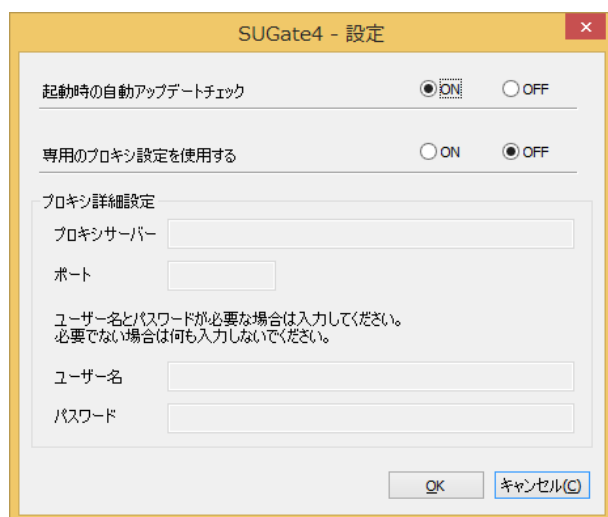 SUGate4 - 設定
起動時の自動アップデートチェック ON OFF
専用のプロキシ設定を使用する ON OFF
プロキシ詳細設定
プロキシサーバー
ポート
ユーザー名とパスワードが必要な場合は入力してください。
必要でない場合は何も入力しないでください。
ユーザー名
パスワード
OK キャンセル(C)